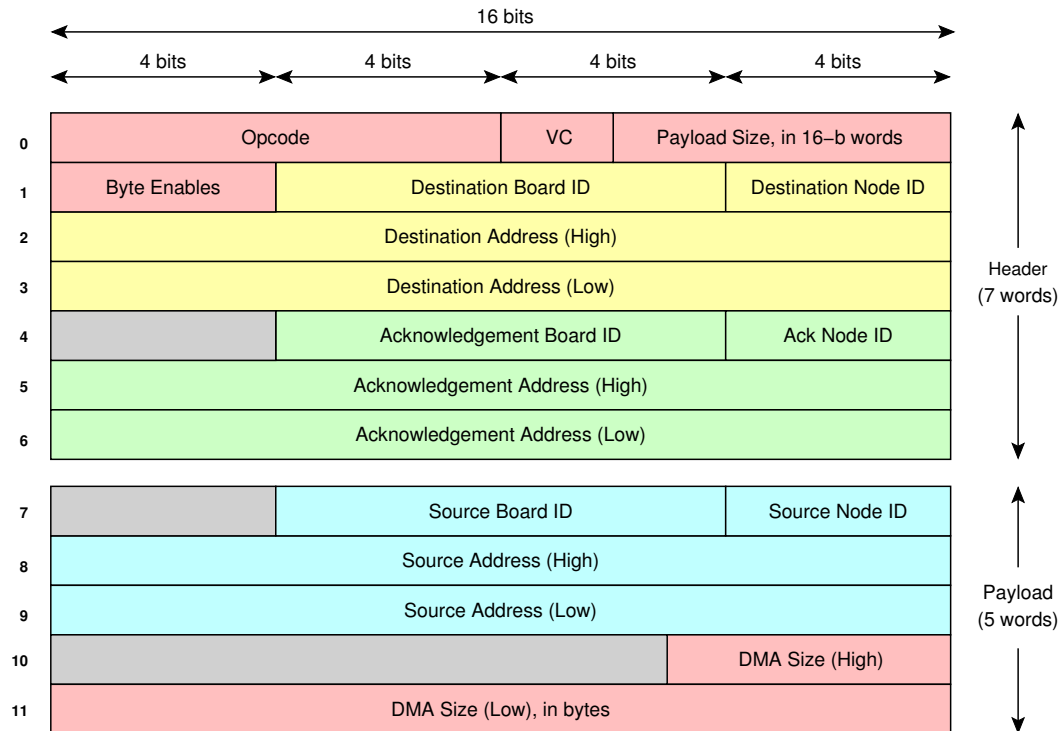 16 bits
4 bits 4 bits 4 bits 4 bits
0 Opcode VC Payload Size, in 16−b words
1 Byte Enables Destination Board ID Destination Node ID
2 Destination Address (High)
3 Destination Address (Low)
Header
(7 words)
4 Acknowledgement Board ID Ack Node ID
5 Acknowledgement Address (High)
6 Acknowledgement Address (Low)
7 Source Board ID Source Node ID
8 Source Address (High)
9 Source Address (Low)
Payload
(5 words)
10 DMA Size (High)
11 DMA Size (Low), in bytes